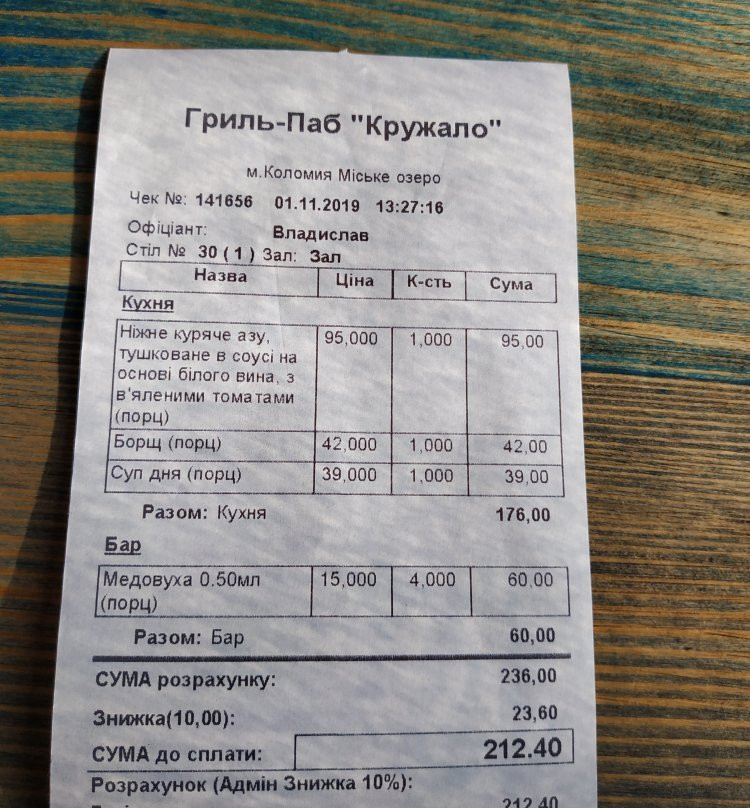 Гриль-Паб "Кружало"
м.Коломия Міське озеро
Чек №: 141656 01.11.2019 13:27:16
Офіціант: Владислав
Стіл № 30 ( 1 ) Зал: Зал
Назва Ціна К-сть Сума
Кухня
Ніжне куряче азу, 95,000 1,000 95,00
тушковане в соусі на
основі білого вина, з
в'яленими томатами
(порц)
Борщ (порц) 42,000 1,000 42,00
Суп дня (порц) 39,000 1,000 39,00
Разом: Кухня 176,00
Бар
Медовуха 0.50мл 15,000 4,000 60,00
(порц)
Разом: Бар 60,00
СУМА розрахунку: 236,00
Знижка(10,00): 23,60
СУМА до сплати: 212.40
Розрахунок (Адмін Знижка 10%):
212,40